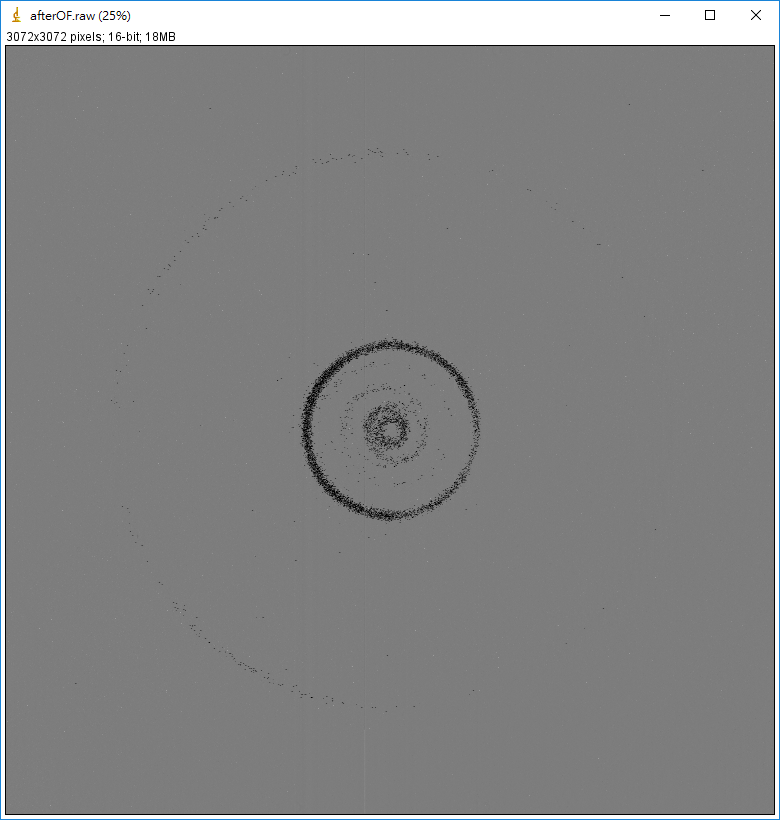 afterOF.raw (25%)
3072x3072 pixels; 16-bit; 18MB